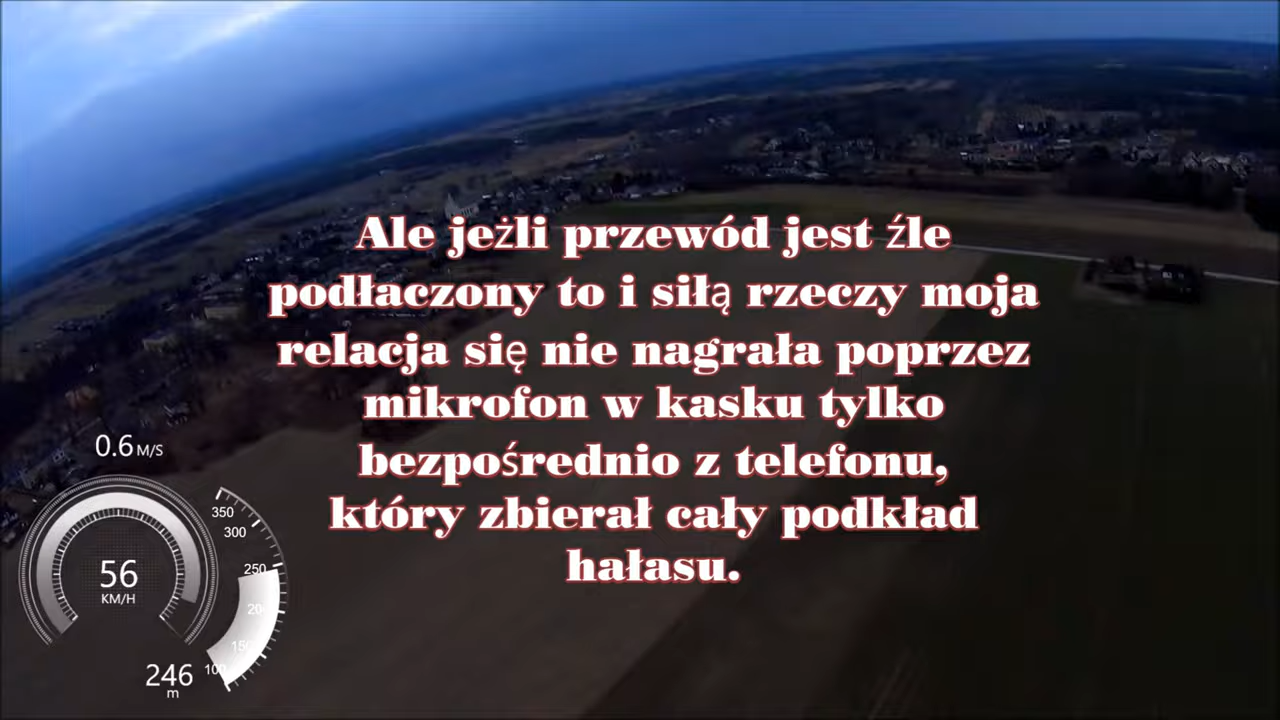 Ale jeżli przewód jest źle
podłaczony to i siłą rzeczy moja
relacja się nie nagrała poprzez
mikrofon w kasku tylko
bezpośrednio z telefonu,
który zbierał cały podkład
hałasu.
0.6 M/S
350
300
250
56
KM/H
100
246
m